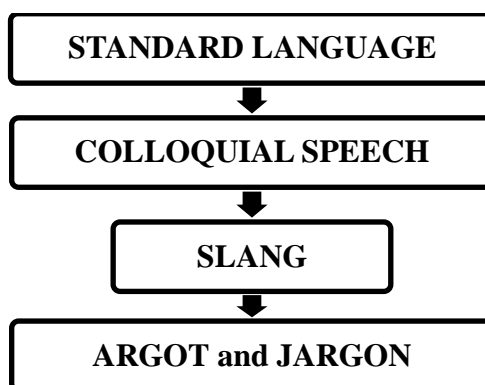 STANDARD LANGUAGE
COLLOQUIAL SPEECH
SLANG
ARGOT and JARGON